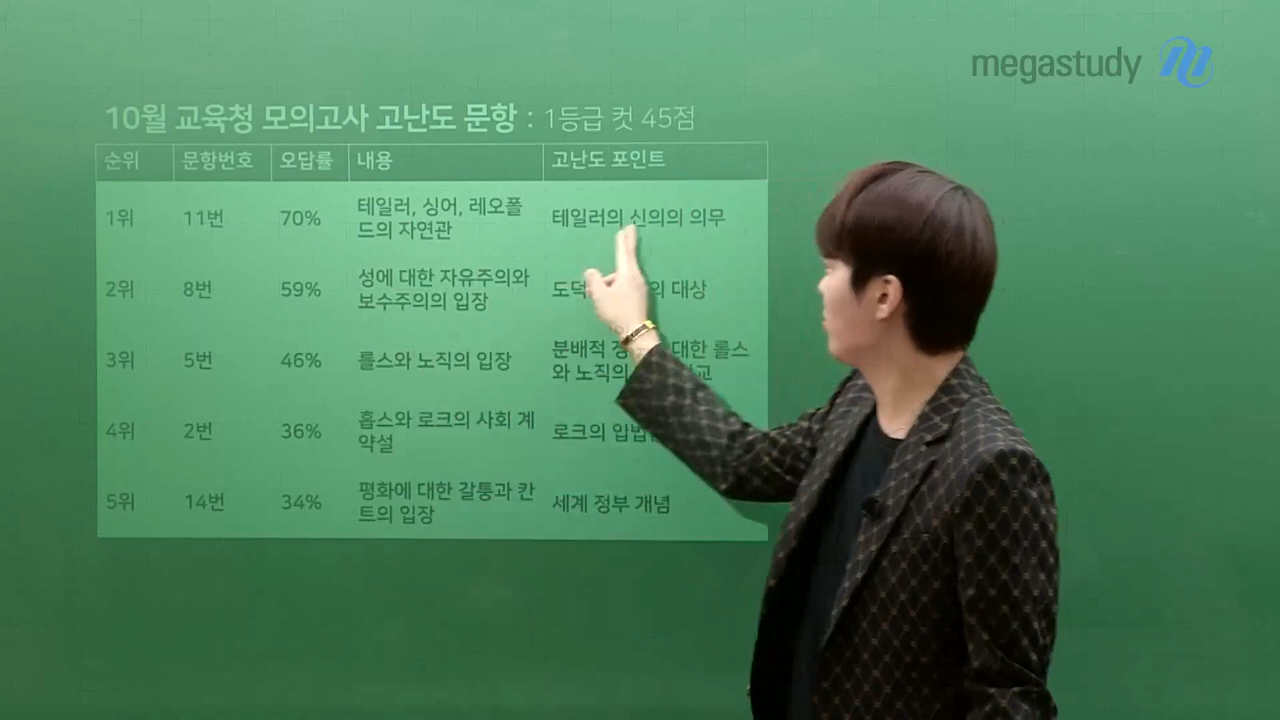 megastudy
10월 교육청 모의고사 고난도 문항 : 1등급 컷 45점
순위 문항번호 오답률 내용 고난도 포인트
1위 11번 70% 테일러, 싱어, 레오폴
드의 자연관 테일러의 신의의 의무
2위 8번 59% 성에 대한 자유주의와
보수주의의 입장 의 대상
3위 5번 46% 롤스와 노직의 입장 분배적 대한 롤스
와 노직의
4위 2번 36% 홉스와 로크의 사회 계
약설 로크의
5위 14번 34% 평화에 대한 갈퉁과 칸
트의 입장 세계 정부 개념